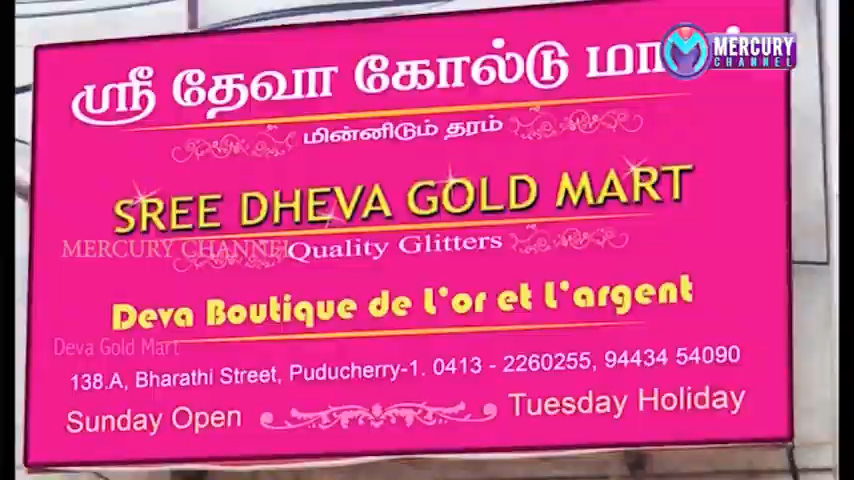 ஸ்ரீ தேவா கோல்டு
MERCURY
CHANNEL
மின்னிடும் தரம்
SREE DHEVA GOLD MART
MERCURY CHANNEL
Quality Glitters
Deva Boutique de L'or et L'argent
Deva Gold Mart
138.A, Bharathi Street, Puducherry-1. 0413 - 2260255, 94434 54090
Sunday Open
Tuesday Holiday